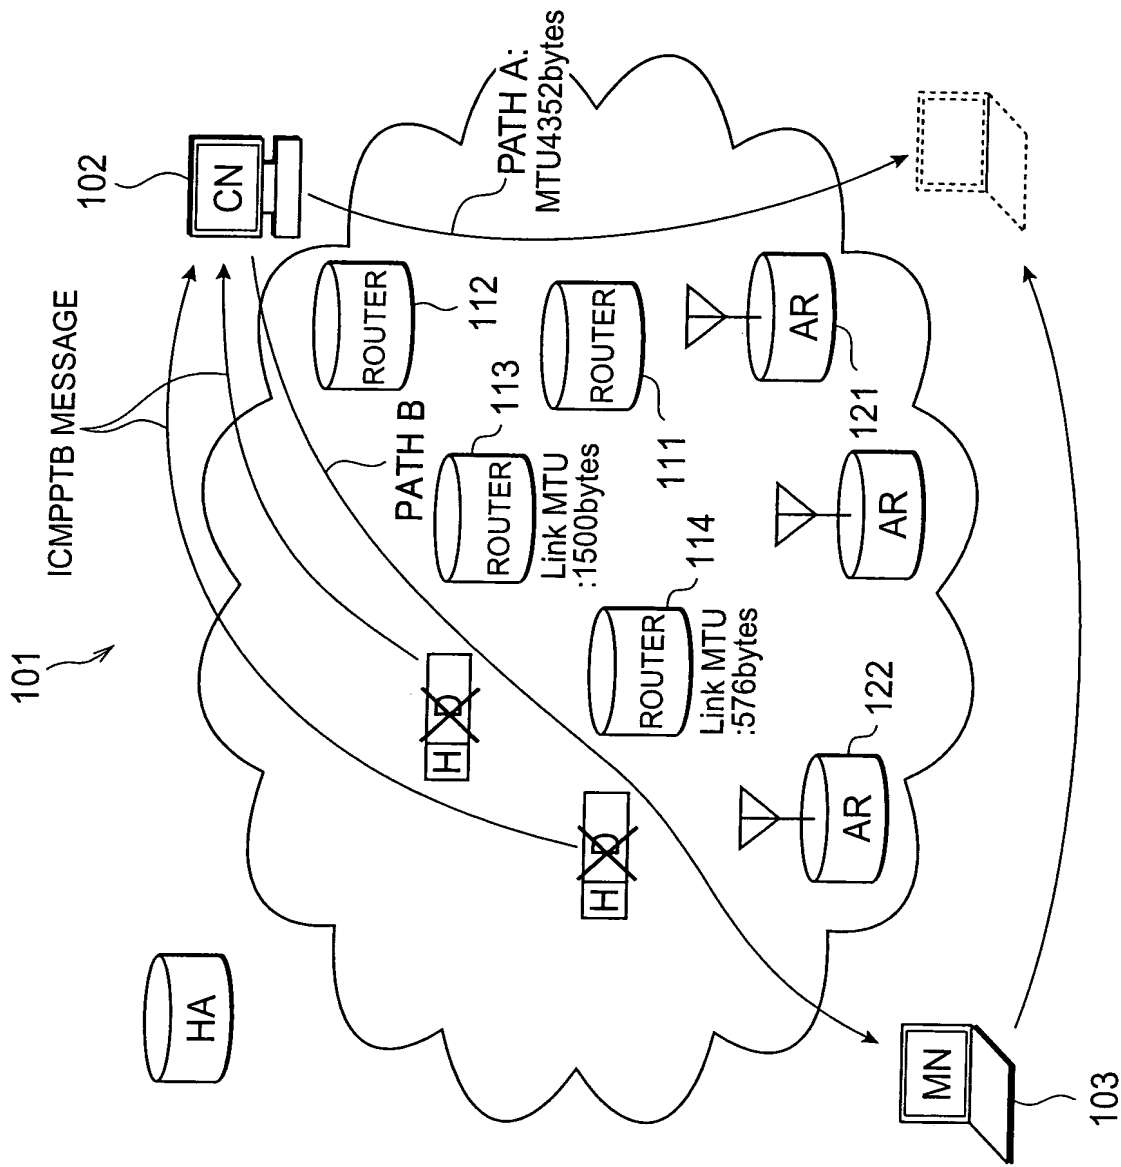 101
ICMPPTB MESSAGE
102
CN
HA
PATH A:
MTU4352bytes
PATH B
ROUTER
112
ROUTER
113
Link MTU
:1500bytes
ROUTER
111
ROUTER
114
Link MTU
:576bytes
H
D
H
D
AR
122
AR
AR
121
MN
103